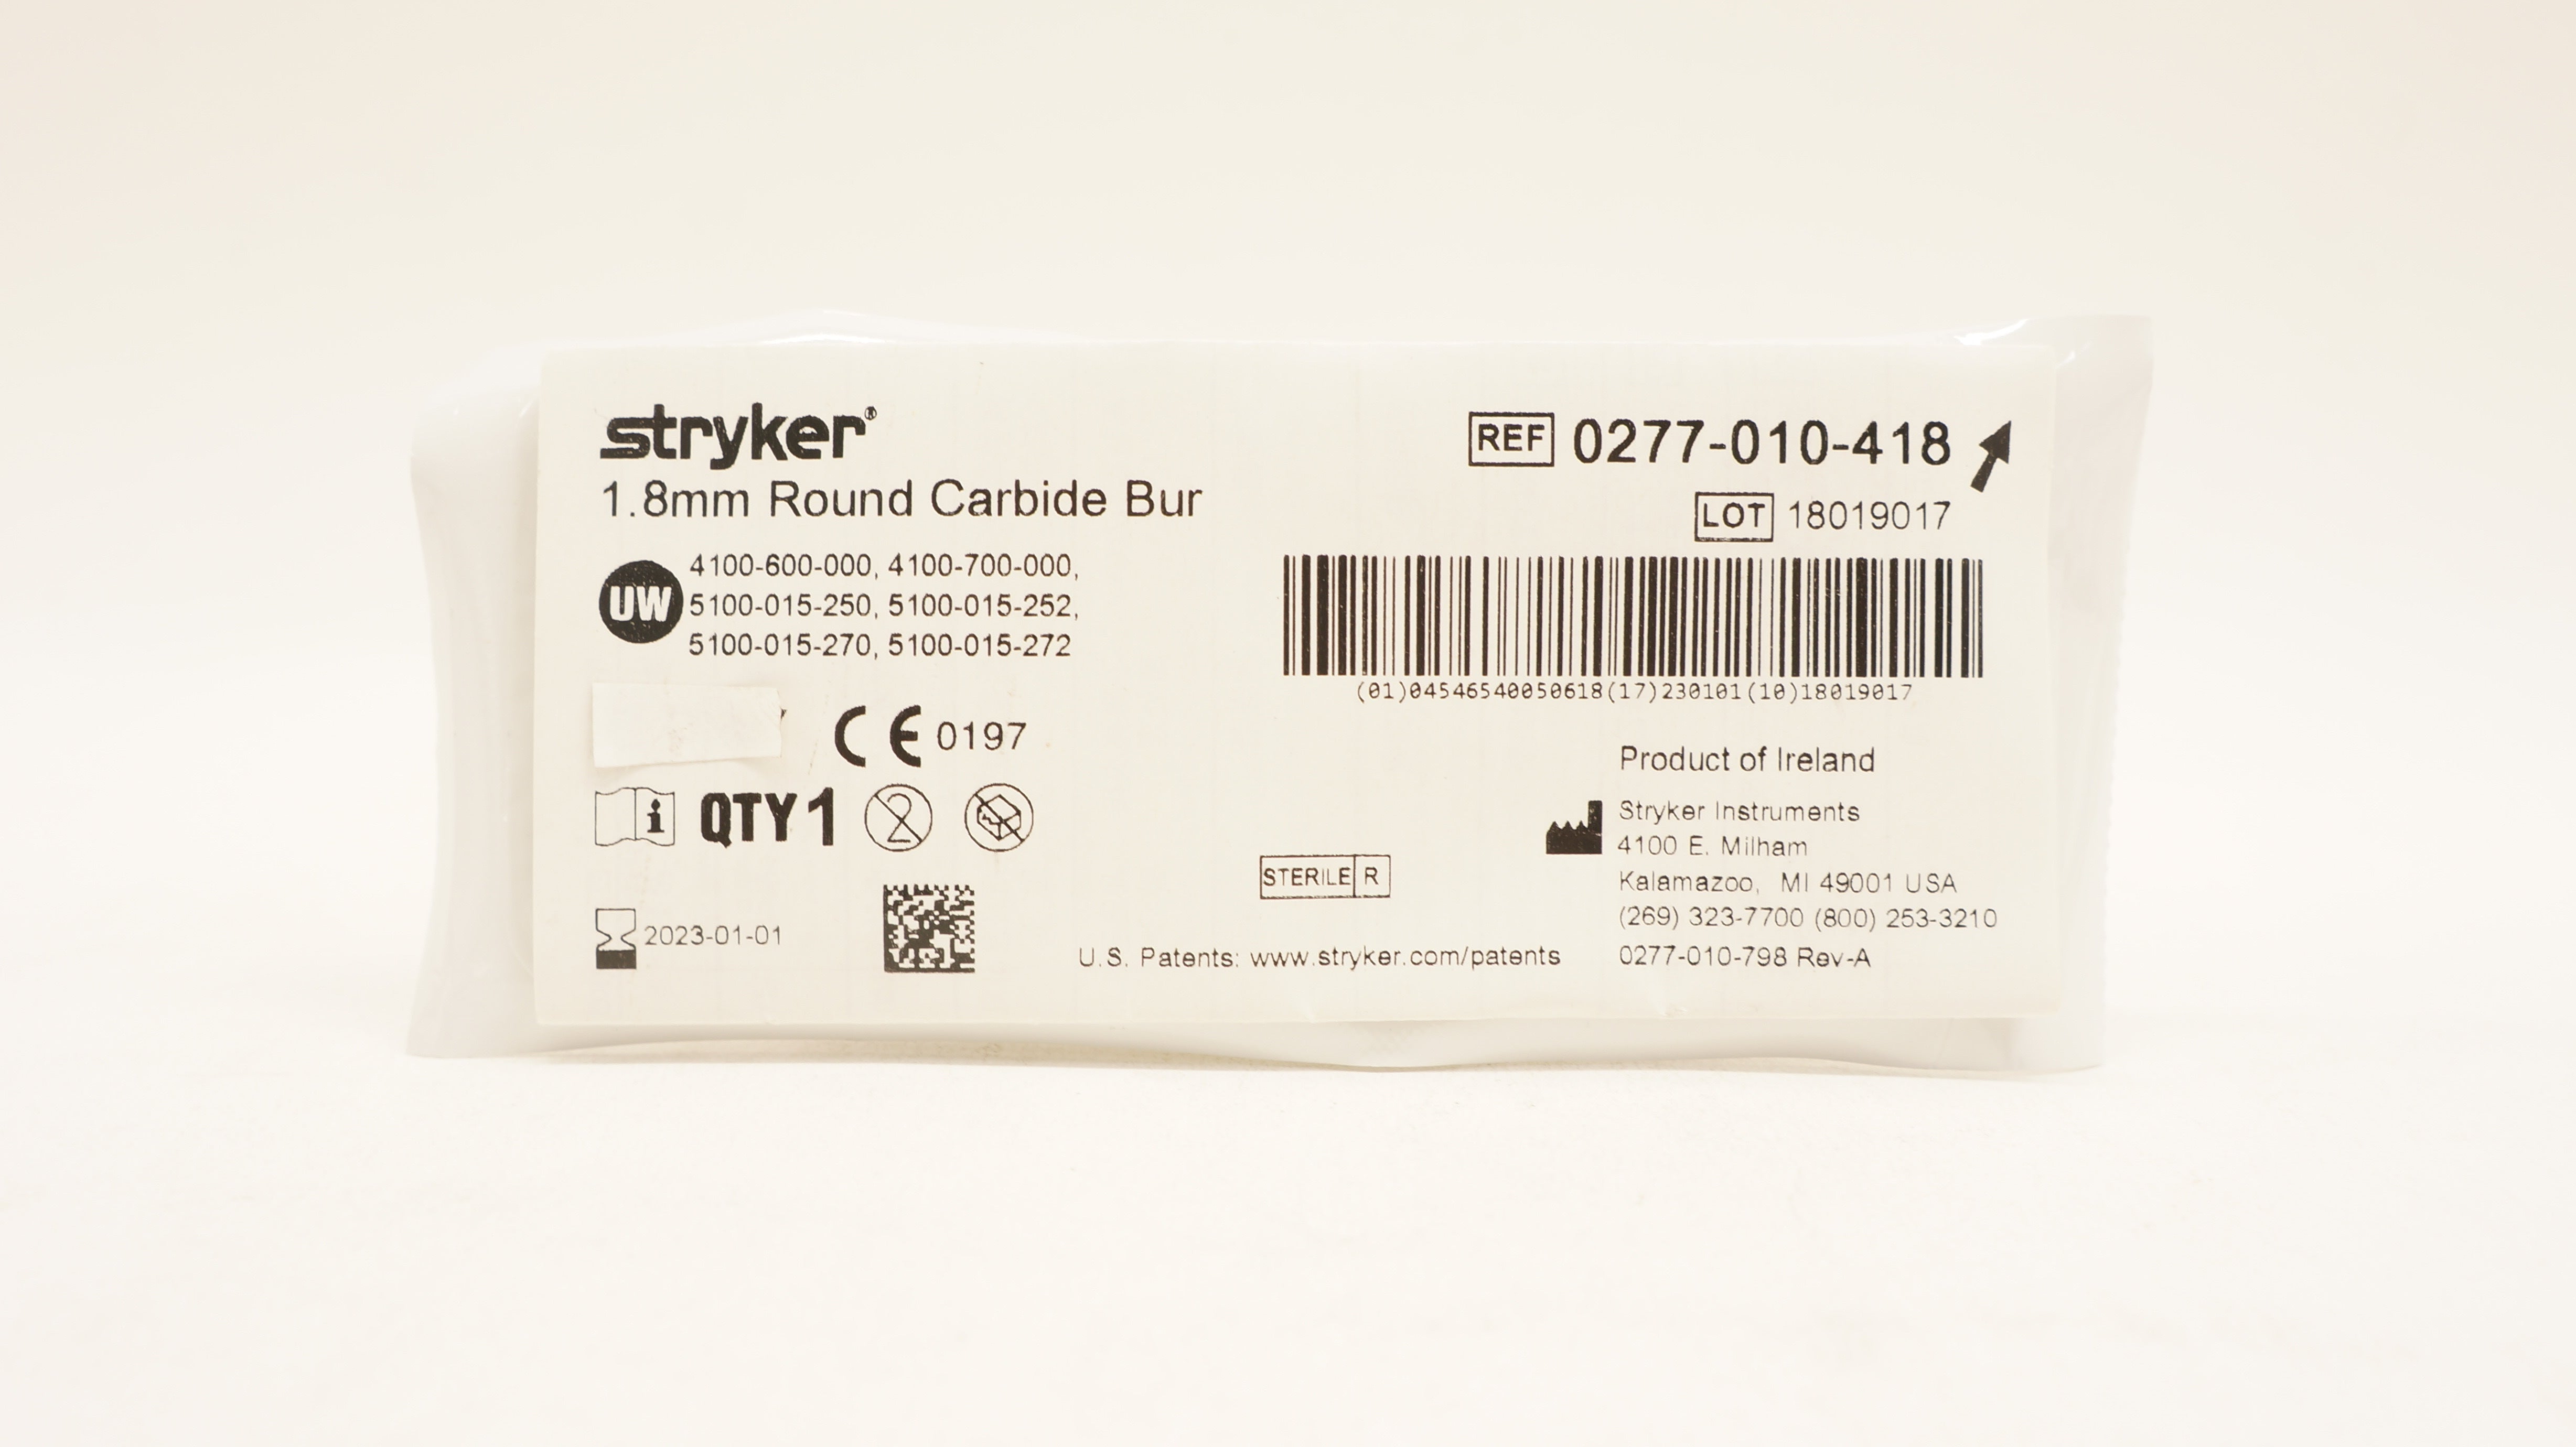 stryker®
1.8mm Round Carbide Bur
UW
4100-600-000, 4100-700-000,
5100-015-250, 5100-015-252,
5100-015-270, 5100-015-272
CE 0197
i QTY 1 2
2023-01-01
REF 0277-010-418
LOT 18019017
(01)04546540050618(17)230101(10)18019017
Product of Ireland
Stryker Instruments
4100 E. Milham
Kalamazoo, MI 49001 USA
(269) 323-7700 (800) 253-3210
STERILE R
U.S. Patents: www.stryker.com/patents
0277-010-798 Rev-A